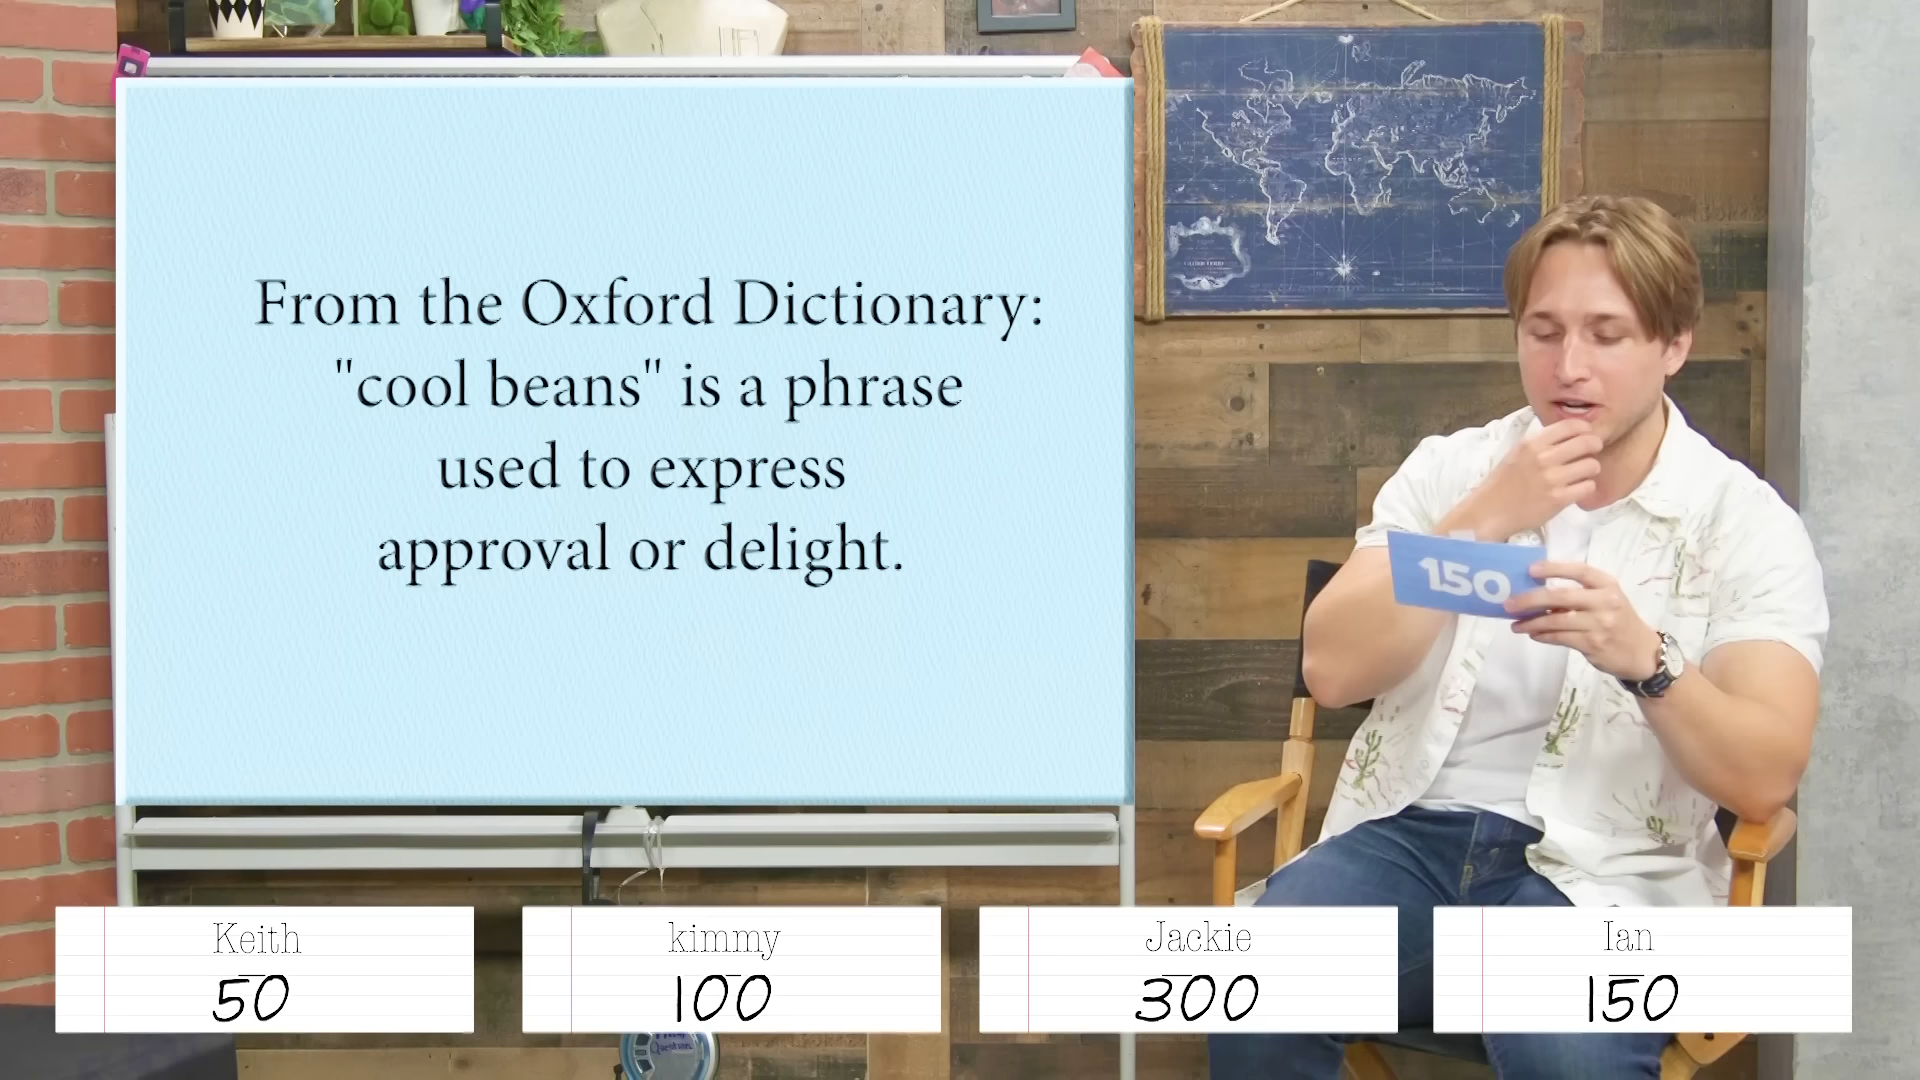 From the Oxford Dictionary:
"cool beans" is a phrase
used to express
approval or delight.
150
Keith
50
kimmy
100
Jackie
300
Ian
150